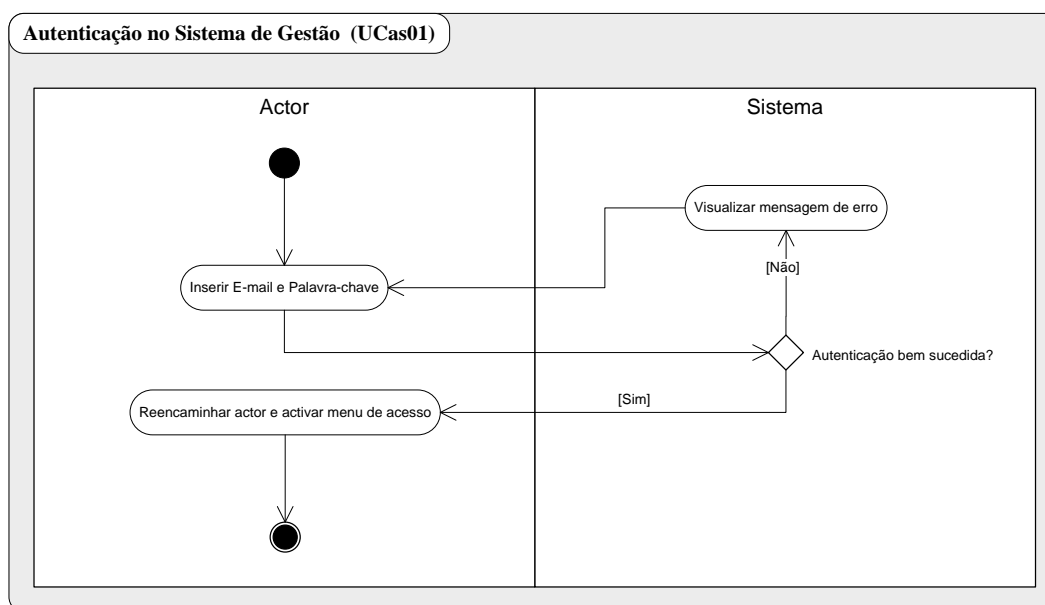 Autenticação no Sistema de Gestão (UCas01)
Actor
Sistema
Visualizar mensagem de erro
[Não]
Inserir E-mail e Palavra-chave
Autenticação bem sucedida?
[Sim]
Reencaminhar actor e activar menu de acesso